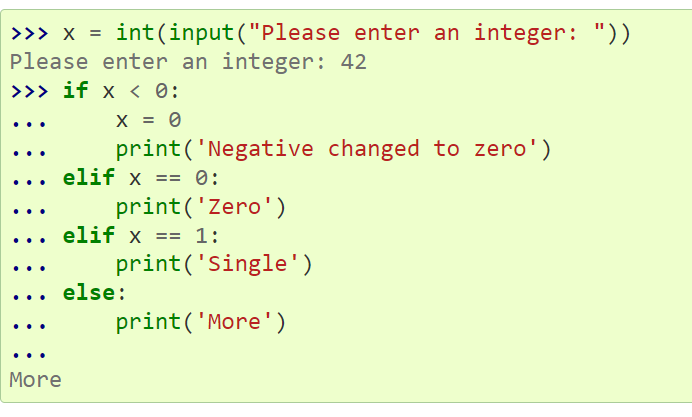 >>> x = int(input("Please enter an integer: "))
Please enter an integer: 42
>>> if x < 0:
...     x = 0
...     print('Negative changed to zero')
... elif x == 0:
...     print('Zero')
... elif x == 1:
...     print('Single')
... else:
...     print('More')
...
More